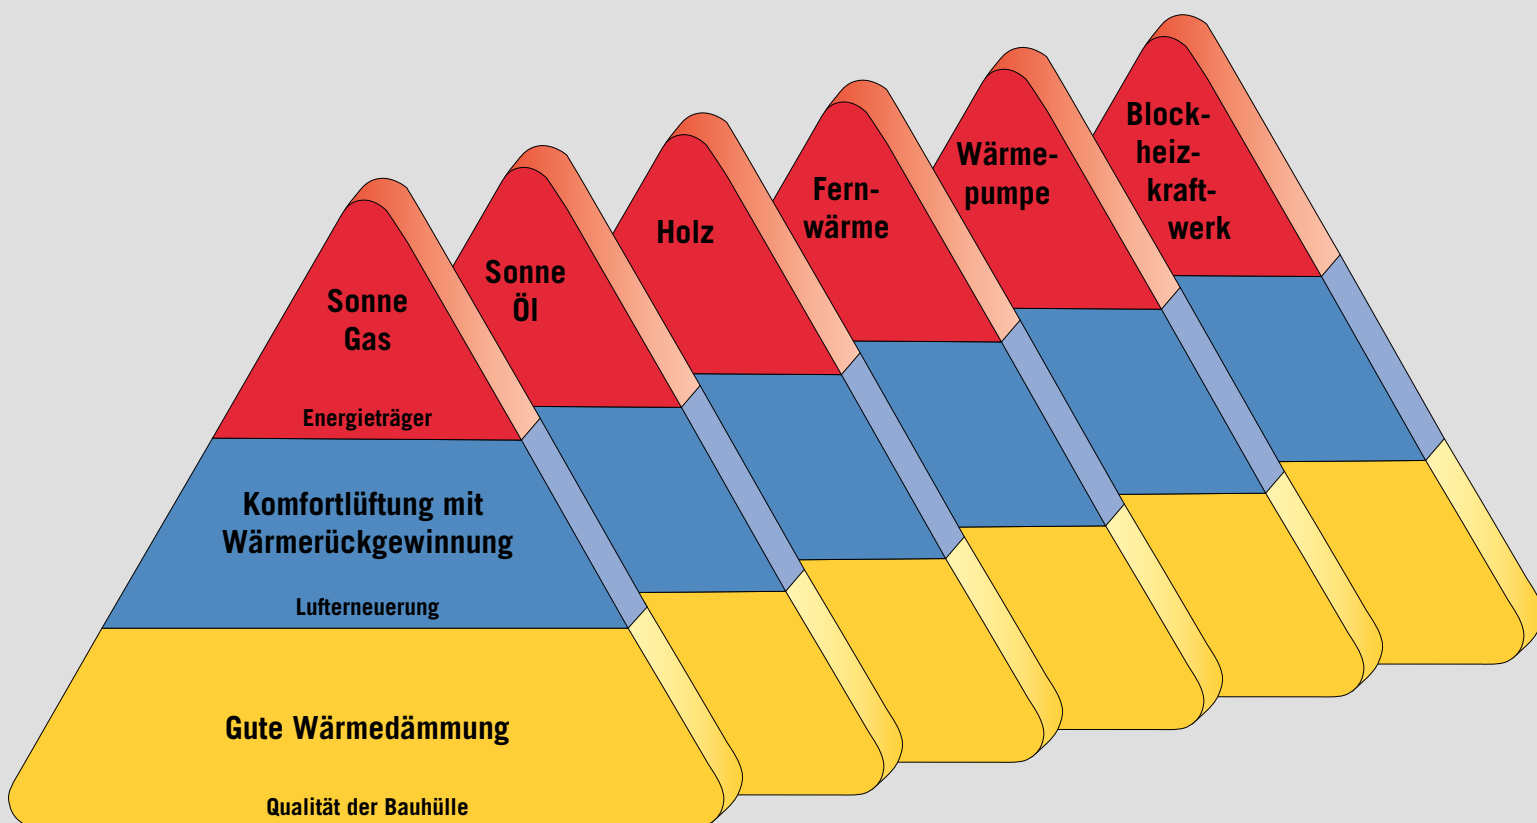 Sonne
Gas
Energieträger
Komfortlüftung mit
Wärmerückgewinnung
Lufterneuerung
Gute Wärmedämmung
Qualität der Bauhülle
Sonne
Öl
Holz
Fern-
wärme
Wärme-
pumpe
Block-
heiz-
kraft-
werk